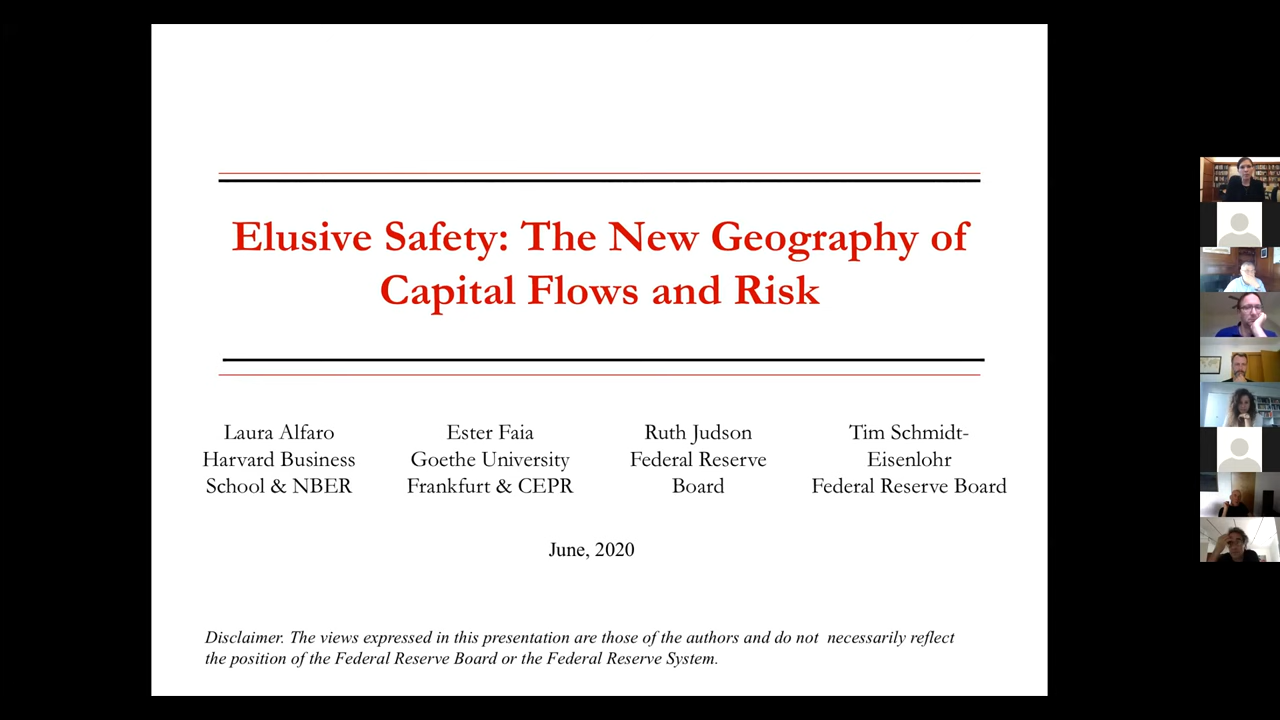 Elusive Safety: The New Geography of
Capital Flows and Risk
Laura Alfaro
Harvard Business
School & NBER
Ester Faia
Goethe University
Frankfurt & CEPR
Ruth Judson
Federal Reserve
Board
Tim Schmidt-
Eisenlohr
Federal Reserve Board
June, 2020
Disclaimer. The views expressed in this presentation are those of the authors and do not necessarily reflect
the position of the Federal Reserve Board or the Federal Reserve System.